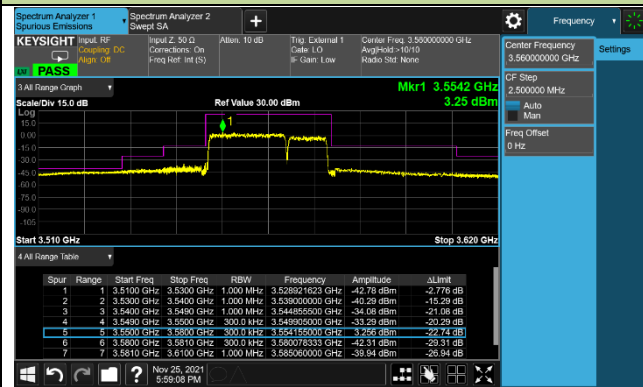 Spectrum Analyzer 1
Spurious Emissions
Spectrum Analyzer 2
Swept SA
+
Frequency
KEYSIGHT
Input: RF
Coupling: DC
Align: Off
Input Z: 50 Ω
Corrections: On
Freq Ref: Int (S)
Atten: 10 dB
Trig: External 1
Gate: LO
IF Gain: Low
Center Freq: 3.560000000 GHz
Avg|Hold:>10/10
Radio Std: None
PASS
Center Frequency
3.560000000 GHz
Settings
CF Step
2.500000 MHz
Auto
Man
Freq Offset
0 Hz
3 All Range Graph
Mkr1 3.5542 GHz
3.25 dBm
Scale/Div 15.0 dB
Ref Value 30.00 dBm
Log
15.0
0.00
-15.0
-30.0
-45.0
-60.0
-75.0
-90.0
-105
1
Start 3.510 GHz
Stop 3.620 GHz
4 All Range Table
Spur Range Start Freq Stop Freq RBW Frequency Amplitude ΔLimit
1 1 3.5100 GHz 3.5300 GHz 1.000 MHz 3.528921623 GHz -42.78 dBm -2.776 dB
2 2 3.5300 GHz 3.5400 GHz 1.000 MHz 3.539000000 GHz -40.29 dBm -15.29 dB
3 3 3.5400 GHz 3.5490 GHz 1.000 MHz 3.544855500 GHz -34.08 dBm -21.08 dB
4 4 3.5490 GHz 3.5500 GHz 300.0 kHz 3.549905000 GHz -33.29 dBm -20.29 dB
5 5 3.5500 GHz 3.5800 GHz 300.0 kHz 3.554155000 GHz 3.256 dBm -22.74 dB
6 6 3.5800 GHz 3.5810 GHz 300.0 kHz 3.580078333 GHz -42.31 dBm -29.31 dB
7 7 3.5810 GHz 3.6100 GHz 1.000 MHz 3.585060000 GHz -39.94 dBm -26.94 dB
Nov 25, 2021
5:59:08 PM